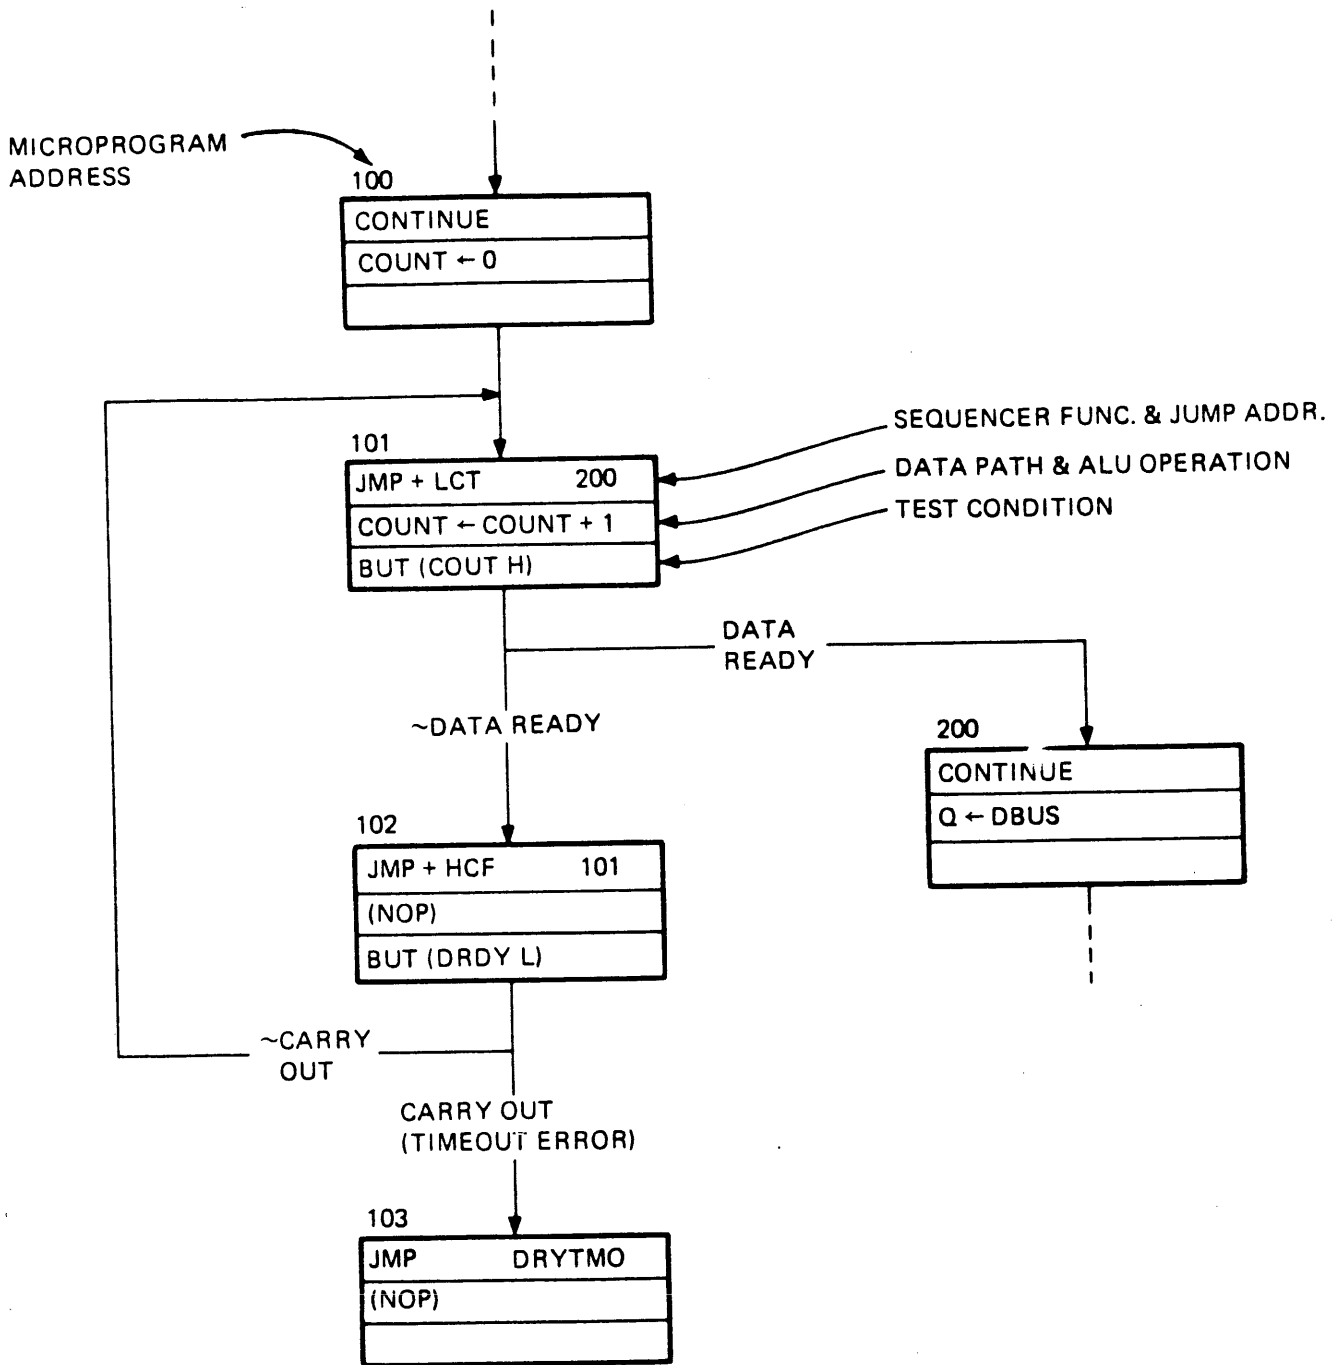 MICROPROGRAM
ADDRESS
100
CONTINUE
COUNT ← 0
101
JMP + LCT 200
COUNT ← COUNT + 1
BUT (COUT H)
SEQUENCER FUNC. & JUMP ADDR.
DATA PATH & ALU OPERATION
TEST CONDITION
DATA
READY
~DATA READY
200
CONTINUE
Q ← DBUS
102
JMP + HCF 101
(NOP)
BUT (DRDY L)
~CARRY
OUT
CARRY OUT
(TIMEOUT ERROR)
103
JMP DRYTMO
(NOP)